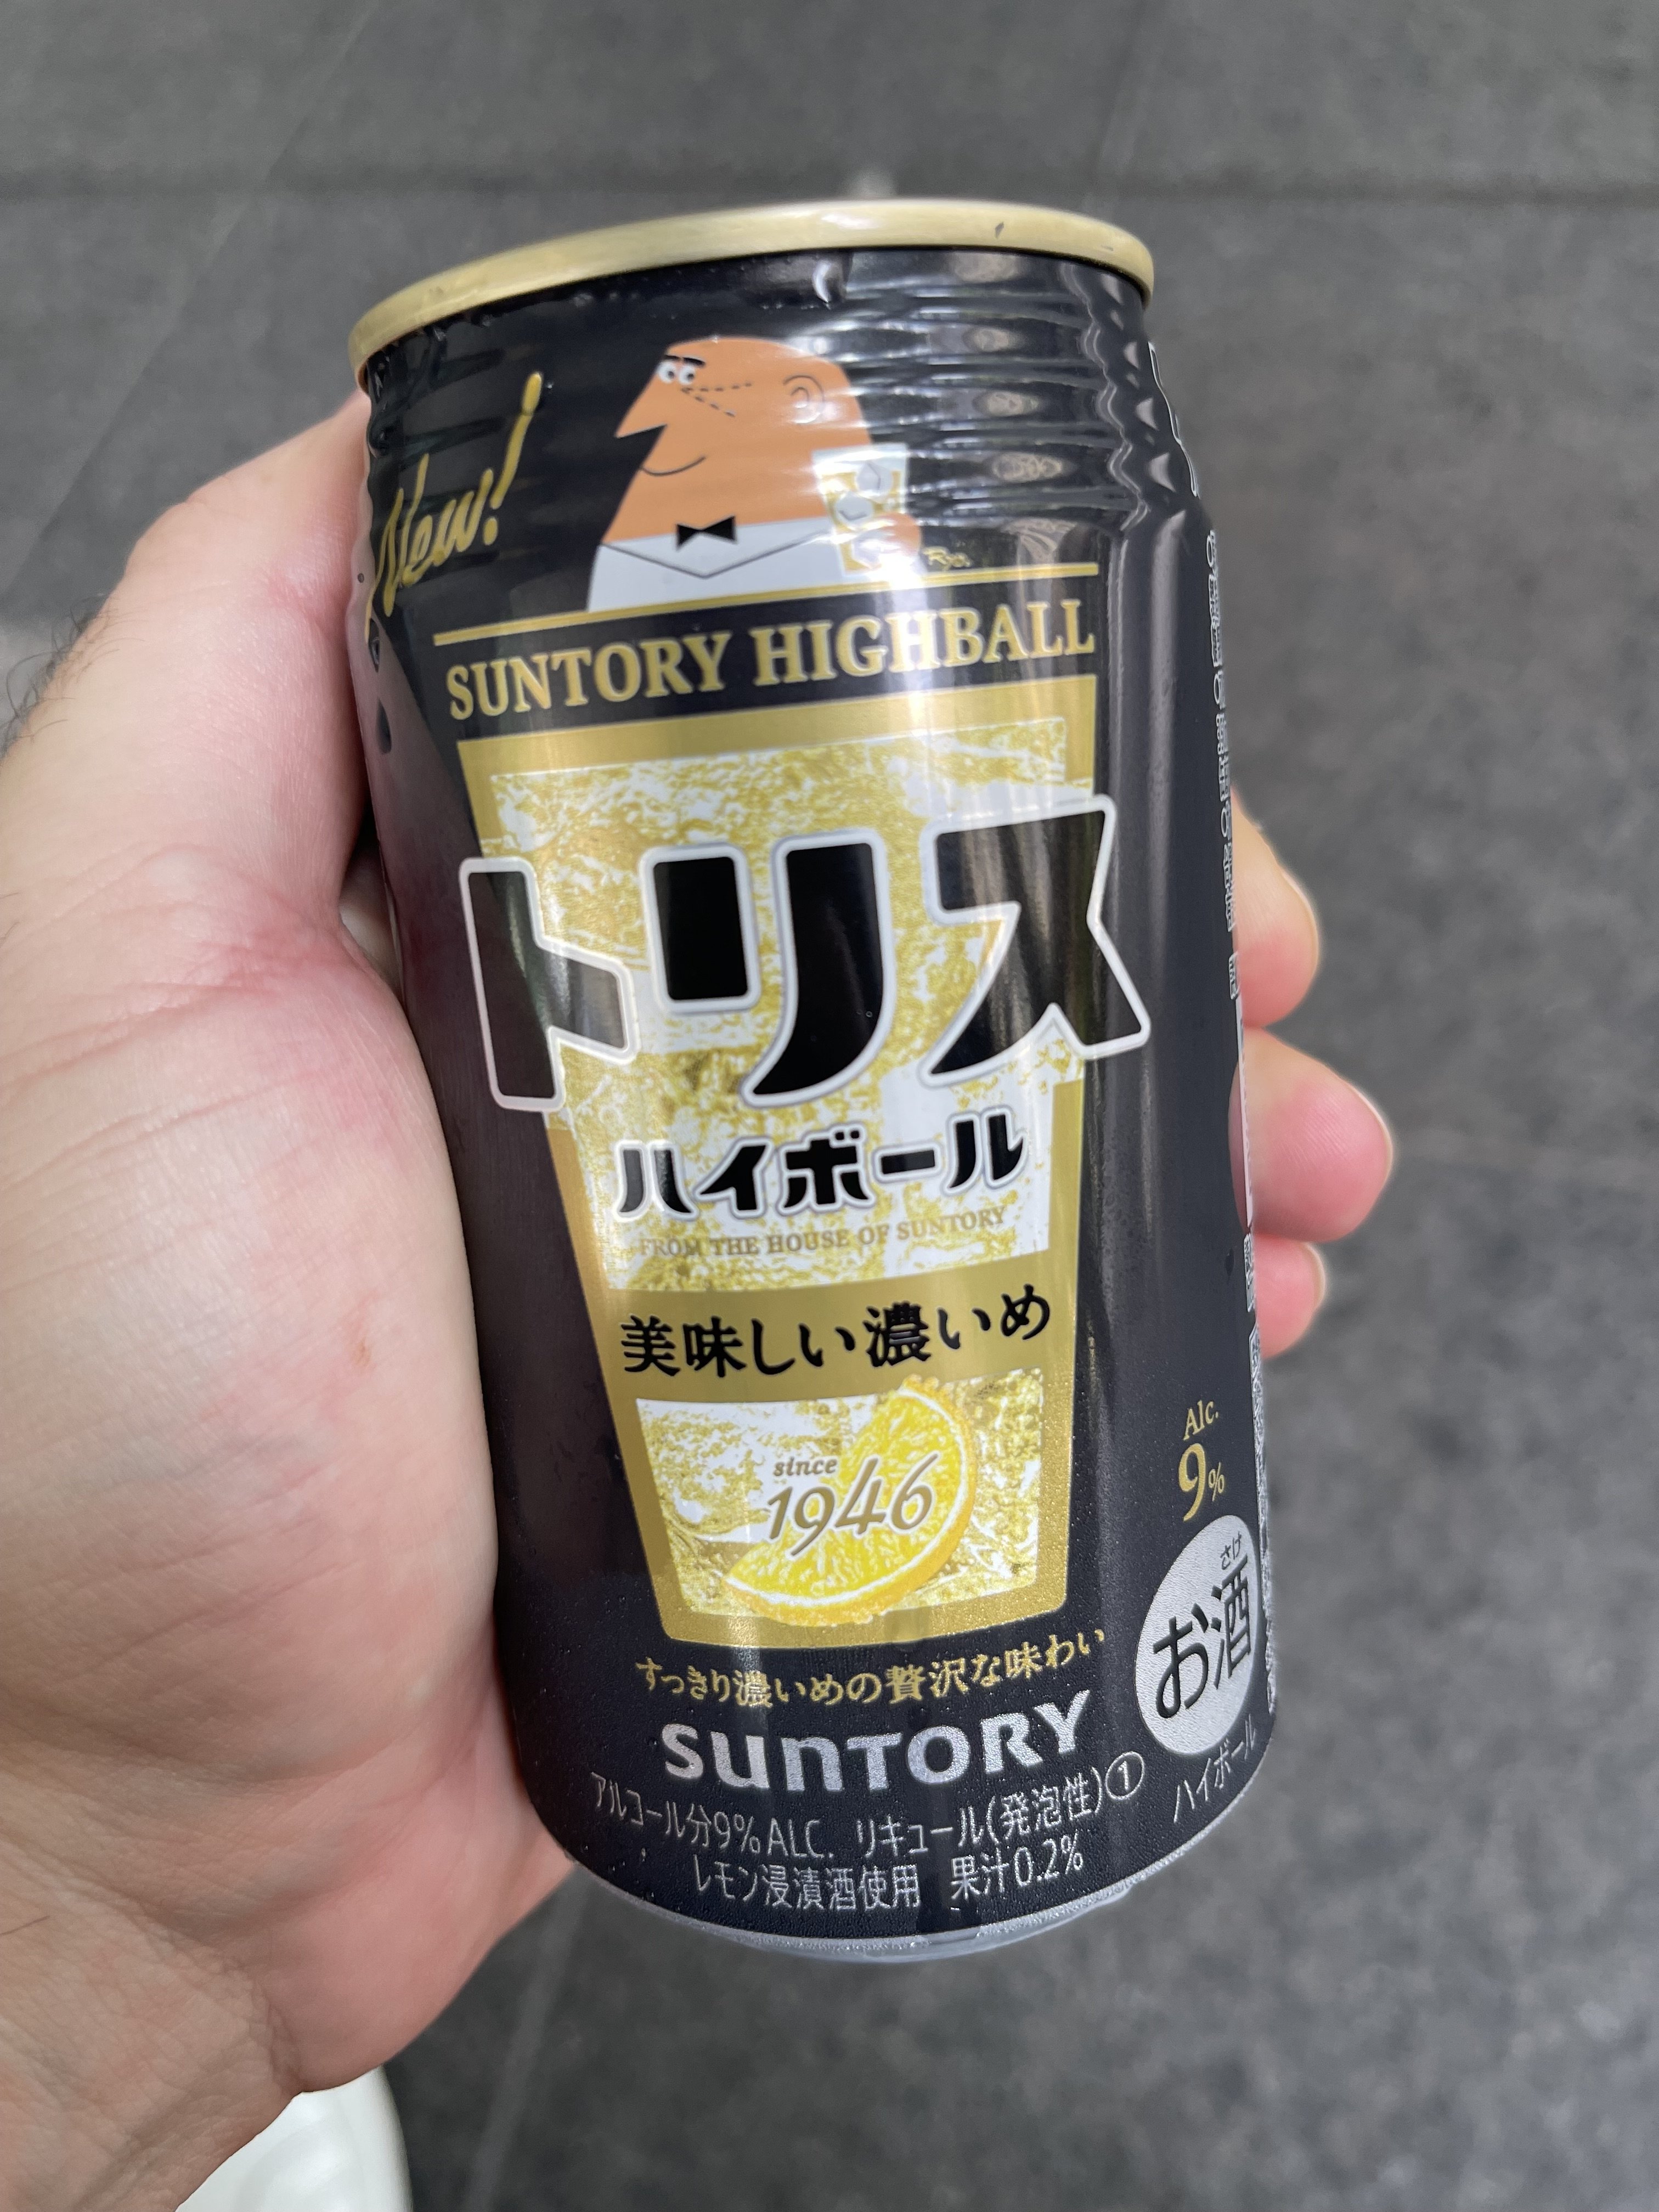 New!
SUNTORY HIGHBALL
トリス
ハイボール
FROM THE HOUSE OF SUNTORY
美味しい濃いめ
since
1946
Alc.
9%
さけ
お酒
すっきり濃いめの贅沢な味わい
SUNTORY
アルコール分9%ALC. リキュール(発泡性)①
レモン浸漬酒使用 果汁0.2%
ハイボール